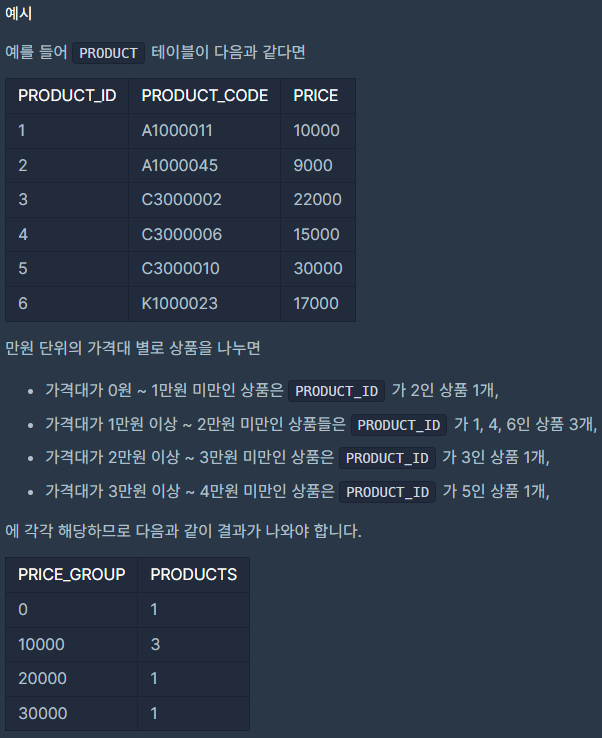 예시
예를 들어 PRODUCT 테이블이 다음과 같다면
PRODUCT_ID PRODUCT_CODE PRICE
1 A1000011 10000
2 A1000045 9000
3 C3000002 22000
4 C3000006 15000
5 C3000010 30000
6 K1000023 17000
만원 단위의 가격대 별로 상품을 나누면
• 가격대가 0원 ~ 1만원 미만인 상품은 PRODUCT_ID 가 2인 상품 1개,
• 가격대가 1만원 이상 ~ 2만원 미만인 상품들은 PRODUCT_ID 가 1, 4, 6인 상품 3개,
• 가격대가 2만원 이상 ~ 3만원 미만인 상품은 PRODUCT_ID 가 3인 상품 1개,
• 가격대가 3만원 이상 ~ 4만원 미만인 상품은 PRODUCT_ID 가 5인 상품 1개,
에 각각 해당하므로 다음과 같이 결과가 나와야 합니다.
PRICE_GROUP PRODUCTS
0 1
10000 3
20000 1
30000 1